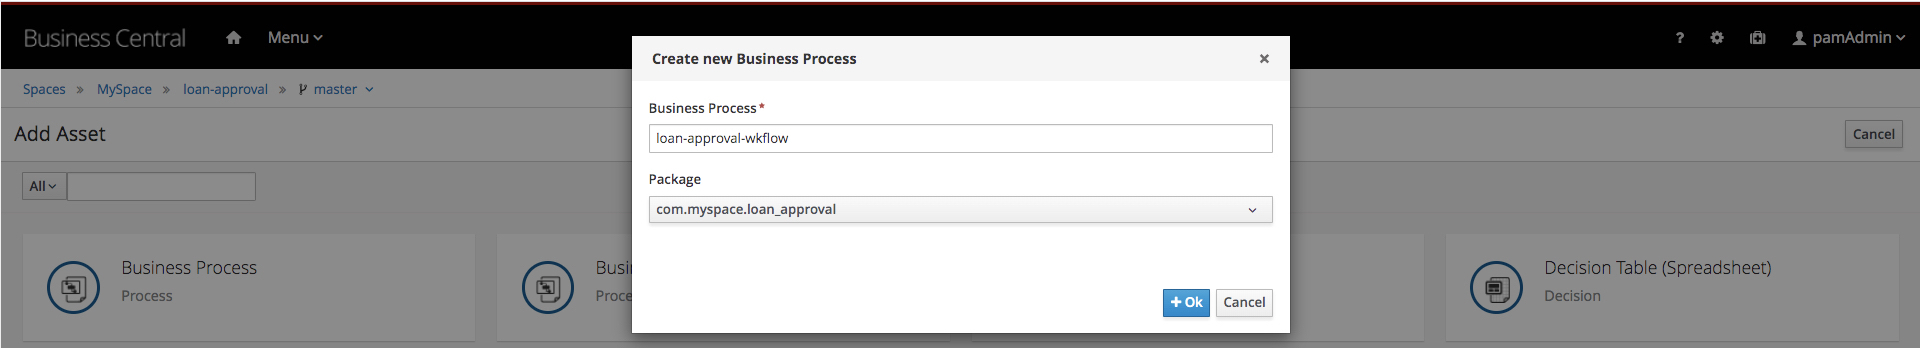 Business Central Menu ? pamAdmin
Create new Business Process ×
Spaces » MySpace » loan-approval » master
Business Process*
loan-approval-wkflow
Add Asset
Cancel
Package
All
com.myspace.loan_approval
Business Process
Process
Busi
Proce
Decision Table (Spreadsheet)
Decision
+ Ok Cancel